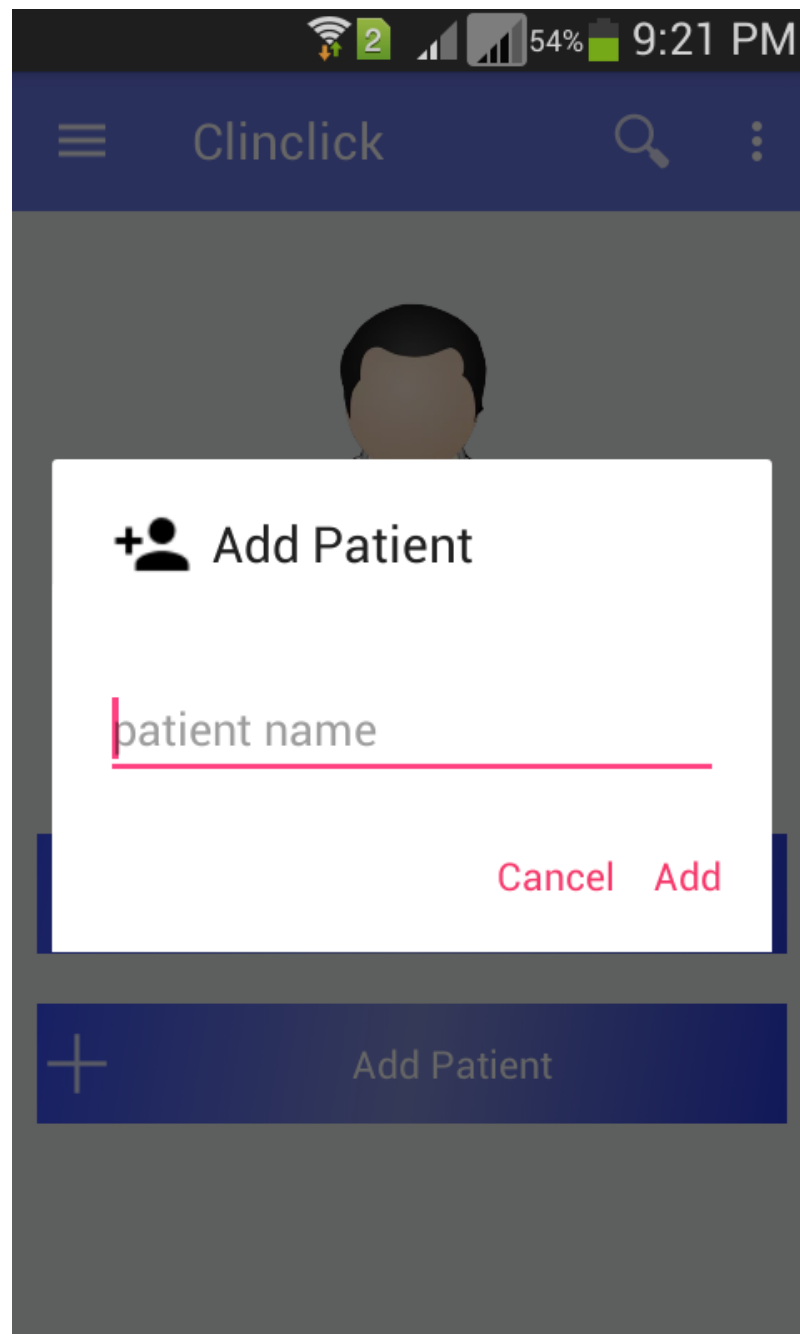 2 54% 9:21 PM
Clinclick
Add Patient
patient name
Cancel Add
Add Patient